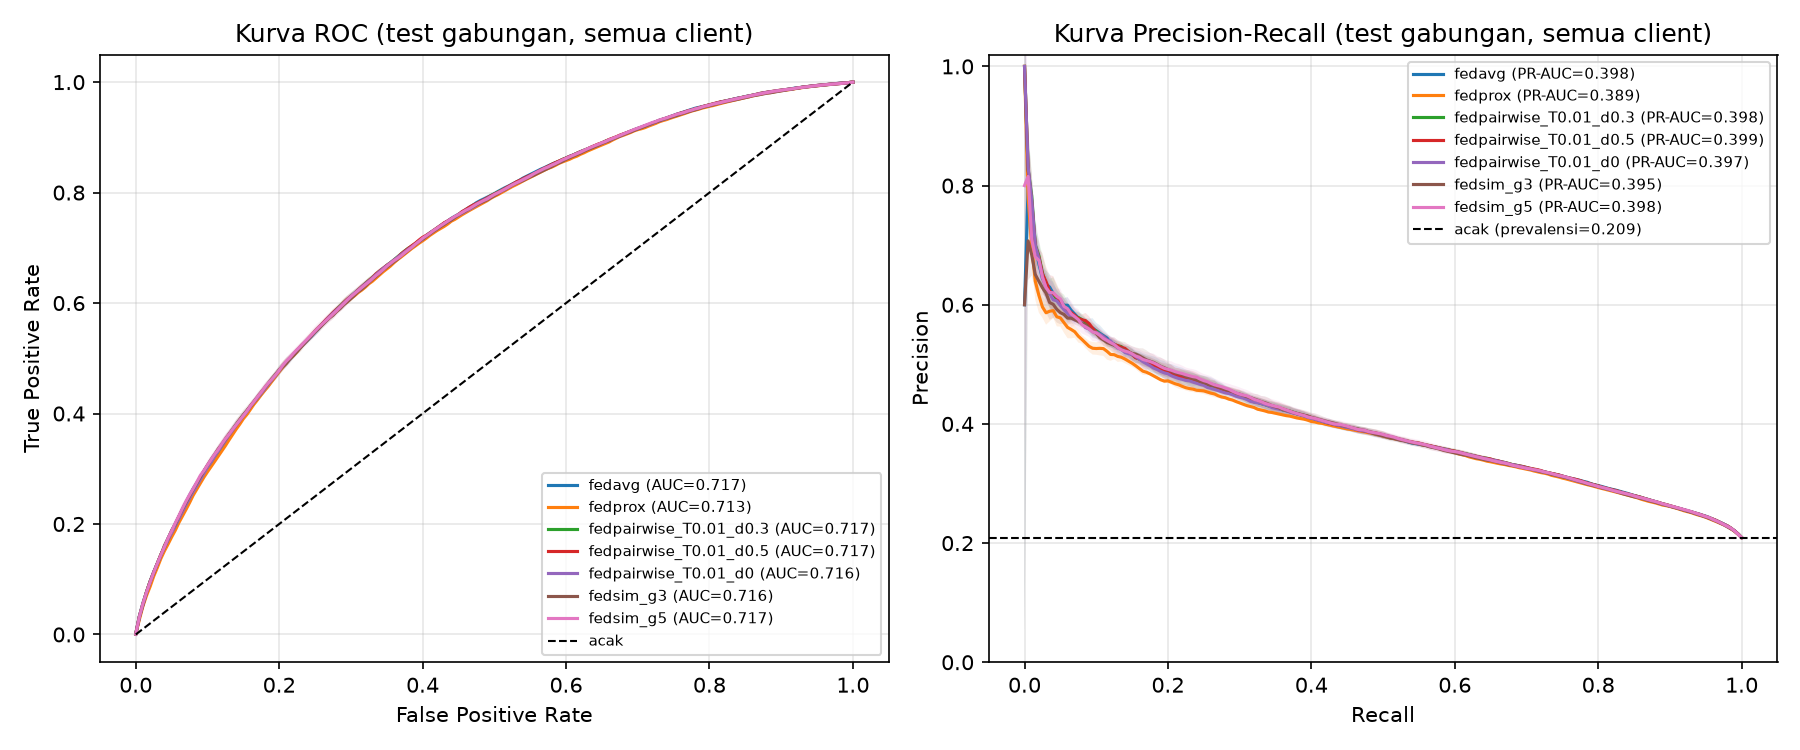 Kurva ROC (test gabungan, semua client)
True Positive Rate
1.0
0.8
0.6
0.4
0.2
0.0
fedavg (AUC=0.717)
fedprox (AUC=0.713)
fedpairwise_T0.01_d0.3 (AUC=0.717)
fedpairwise_T0.01_d0.5 (AUC=0.717)
fedpairwise_T0.01_d0 (AUC=0.716)
fedsim_g3 (AUC=0.716)
fedsim_g5 (AUC=0.717)
acak
0.0 0.2 0.4 0.6 0.8 1.0
False Positive Rate
Kurva Precision-Recall (test gabungan, semua client)
Precision
1.0
0.8
0.6
0.4
0.2
0.0
fedavg (PR-AUC=0.398)
fedprox (PR-AUC=0.389)
fedpairwise_T0.01_d0.3 (PR-AUC=0.398)
fedpairwise_T0.01_d0.5 (PR-AUC=0.399)
fedpairwise_T0.01_d0 (PR-AUC=0.397)
fedsim_g3 (PR-AUC=0.395)
fedsim_g5 (PR-AUC=0.398)
acak (prevalensi=0.209)
0.0 0.2 0.4 0.6 0.8 1.0
Recall